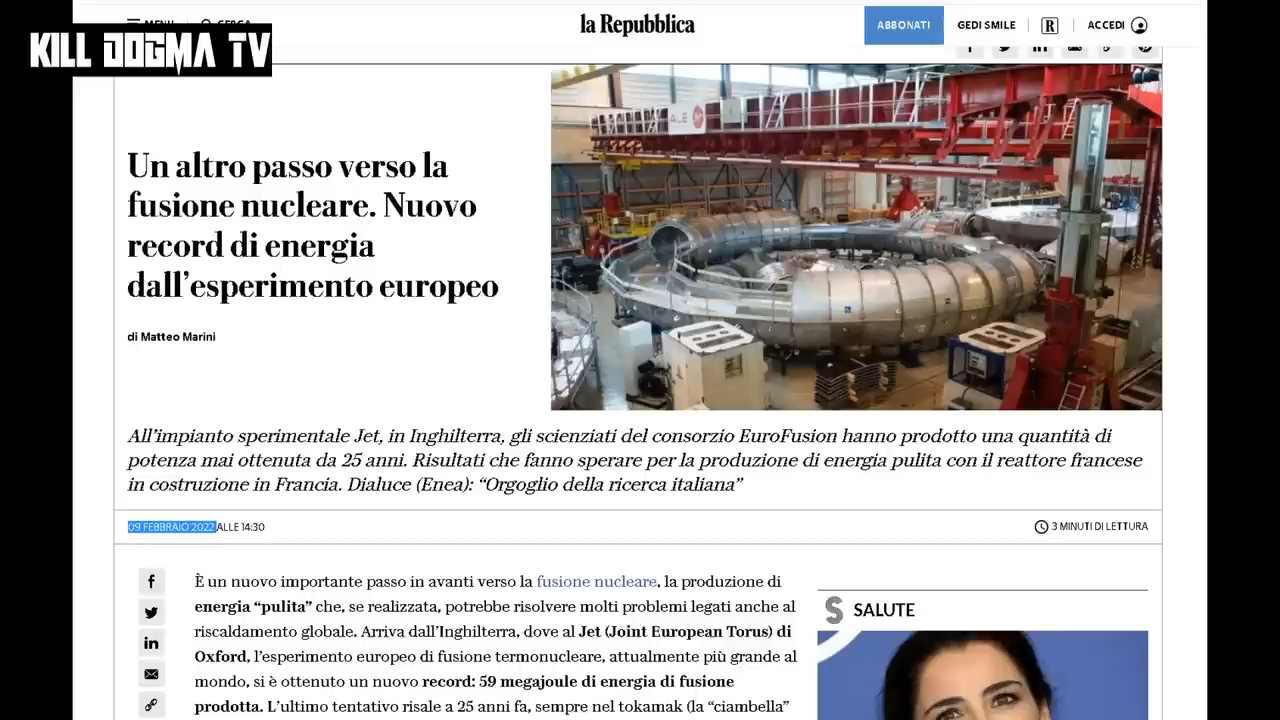 MENU
CERCA
la Repubblica
ABBONATI
GEDI SMILE
R
ACCEDI
KILL DOGMA TV
ALE
Un altro passo verso la
fusione nucleare. Nuovo
record di energia
dall'esperimento europeo
di Matteo Marini
All'impianto sperimentale Jet, in Inghilterra, gli scienziati del consorzio EuroFusion hanno prodotto una quantità di
potenza mai ottenuta da 25 anni. Risultati che fanno sperare per la produzione di energia pulita con il reattore francese
in costruzione in Francia. Dialuce (Enea): “Orgoglio della ricerca italiana”
09 FEBBRAIO 2022 ALLE 14:30
3 MINUTI DI LETTURA
È un nuovo importante passo in avanti verso la fusione nucleare, la produzione di
energia “pulita” che, se realizzata, potrebbe risolvere molti problemi legati anche al
riscaldamento globale. Arriva dall'Inghilterra, dove al Jet (Joint European Torus) di
Oxford, l'esperimento europeo di fusione termonucleare, attualmente più grande al
mondo, si è ottenuto un nuovo record: 59 megajoule di energia di fusione
prodotta. L'ultimo tentativo risale a 25 anni fa, sempre nel tokamak (la “ciambella”
SALUTE